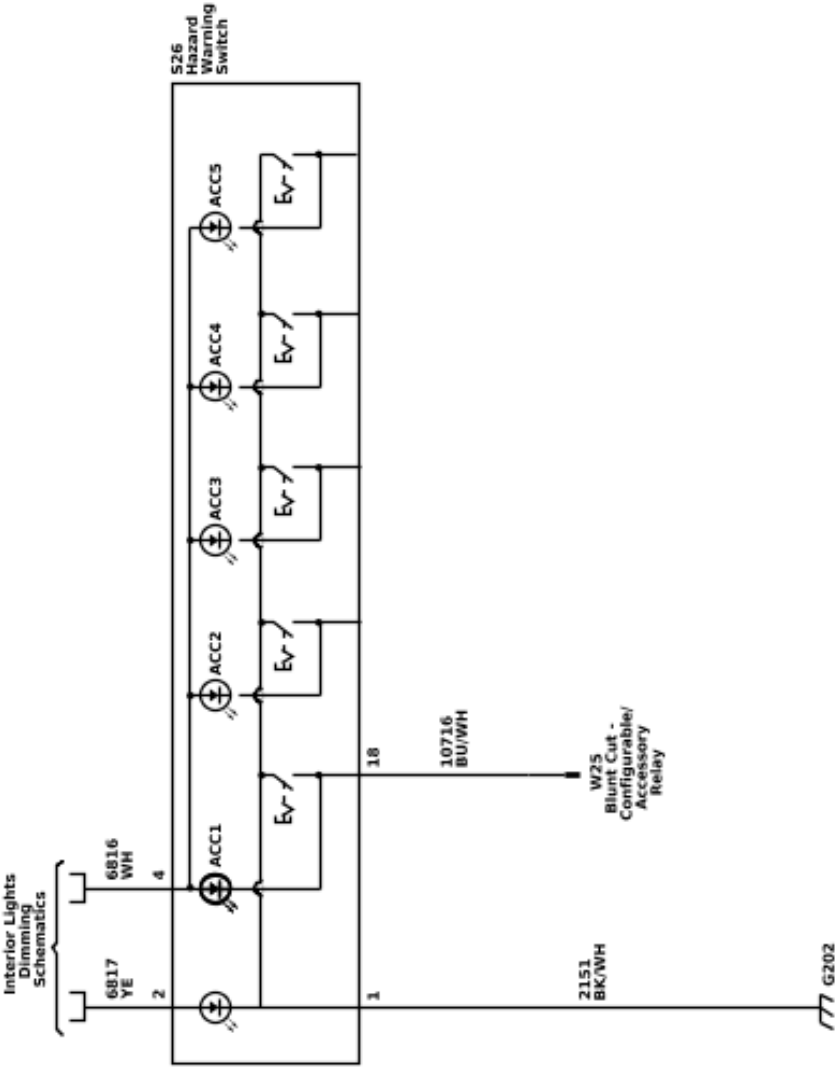 S26
Hazard
Warning
Switch
ACC5
ACC4
ACC3
ACC2
ACC1
18
10716
BU/WH
W25
Blunt Cut -
Configurable/
Accessory
Relay
Interior Lights
Dimming
Schematics
6816
WH
4
6817
YE
2
1
2151
BK/WH
G202